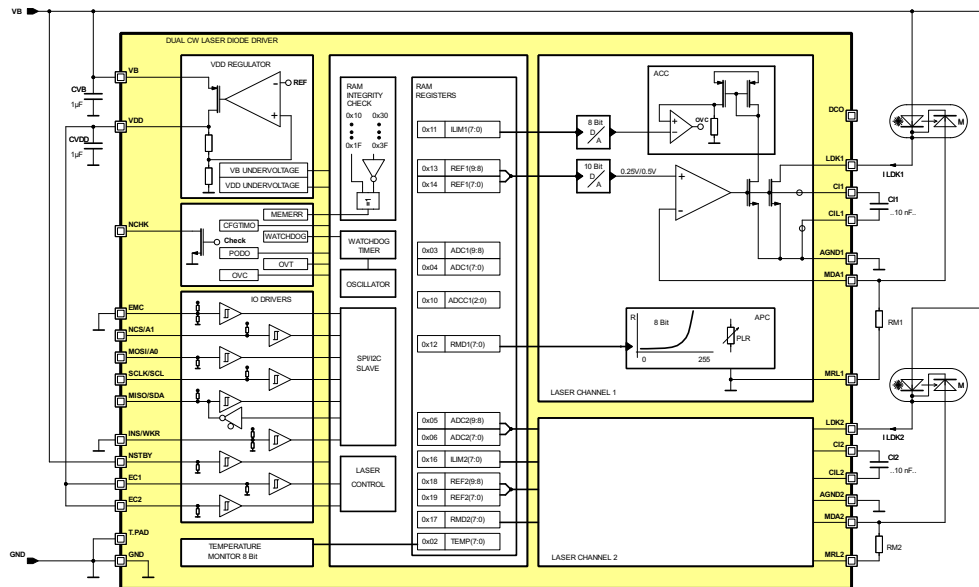 VB
DUAL CW LASER DIODE DRIVER
VB
CVB
1µF
VDD
CVDD
1µF
VDD REGULATOR
REF
VB UNDERVOLTAGE
VDD UNDERVOLTAGE
NCHK
Check
MEMERR
CFGTIMO
WATCHDOG
PODO
OVT
OVC
IO DRIVERS
EMC
NCS/A1
MOSI/A0
SCLK/SCL
MISO/SDA
INS/WKR
NSTBY
EC1
EC2
T.PAD
GND
GND
TEMPERATURE
MONITOR 8 Bit
RAM
INTEGRITY
CHECK
0x10 0x30
0x1F 0x3F
WATCHDOG
TIMER
OSCILLATOR
SPI/I2C
SLAVE
LASER
CONTROL
RAM
REGISTERS
0x11 ILIM1(7:0)
0x13 REF1(9:8)
0x14 REF1(7:0)
0x03 ADC1(9:8)
0x04 ADC1(7:0)
0x10 ADCC1(2:0)
0x12 RMD1(7:0)
0x05 ADC2(9:8)
0x06 ADC2(7:0)
0x16 ILIM2(7:0)
0x18 REF2(9:8)
0x19 REF2(7:0)
0x17 RMD2(7:0)
0x02 TEMP(7:0)
8 Bit
D
A
10 Bit
D
A
0.25V/0.5V
ACC
OVC
R
8 Bit
APC
PLR
0 255
LASER CHANNEL 1
LASER CHANNEL 2
DCO
LDK1
I LDK1
CI1
CIL1
CI1
..10 nF..
AGND1
MDA1
RM1
MRL1
M
M
LDK2
I LDK2
CI2
CIL2
CI2
..10 nF..
AGND2
MDA2
RM2
MRL2